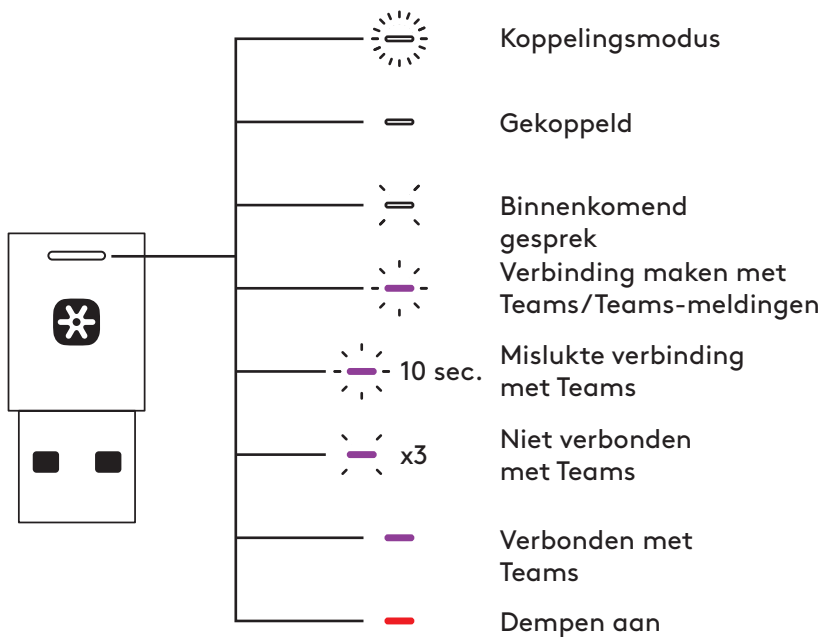 Koppelingsmodus
Gekoppeld
Binnenkomend
gesprek
Verbinding maken met
Teams/Teams-meldingen
10 sec.
Mislukte verbinding
met Teams
x3
Niet verbonden
met Teams
Verbonden met
Teams
Dempen aan